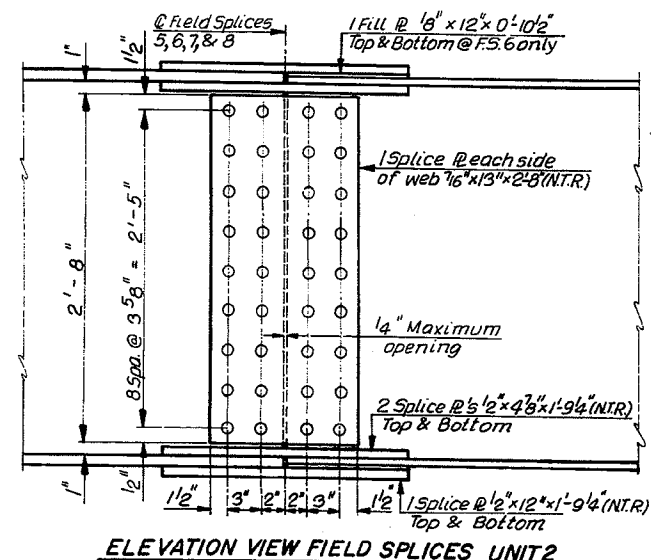 ℄ Field Splices
5, 6, 7, & 8
1 Fill ℄ 1/8" x 12" x 0'-10 1/2"
Top & Bottom @ F.S. 6 only
1"
1 1/2"
1 Splice ℄ each side
of web 7/16" x 13" x 2'-8" (N.T.R.)
2'-8"
8 Spa. @ 3 5/8" = 2'-5"
1/4" Maximum
opening
2 Splice ℄'s 1/2" x 4 7/8" x 1'-9 1/4" (N.T.R.)
Top & Bottom
1"
1/2"
1 1/2"
3"
2"
2"
3"
1 1/2"
1 Splice ℄ 1/2" x 12" x 1'-9 1/4" (N.T.R.)
Top & Bottom
ELEVATION VIEW FIELD SPLICES UNIT 2